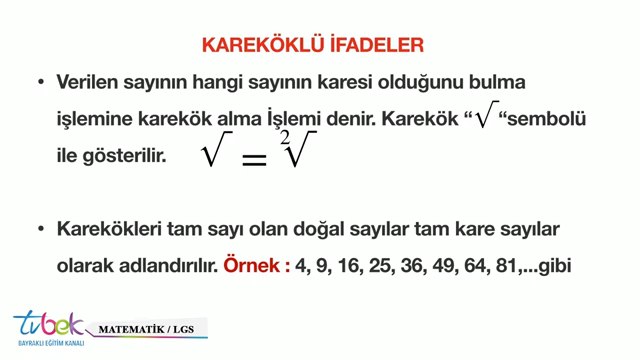 KAREKÖKLÜ İFADELER
• Verilen sayının hangi sayının karesi olduğunu bulma
işlemine karekök alma İşlemi denir. Karekök “√“sembolü
ile gösterilir. √ = ²√
• Karekökleri tam sayı olan doğal sayılar tam kare sayılar
olarak adlandırılır. Örnek : 4, 9, 16, 25, 36, 49, 64, 81,...gibi
tvbek
BAYRAKLI EĞİTİM KANALI
MATEMATİK / LGS